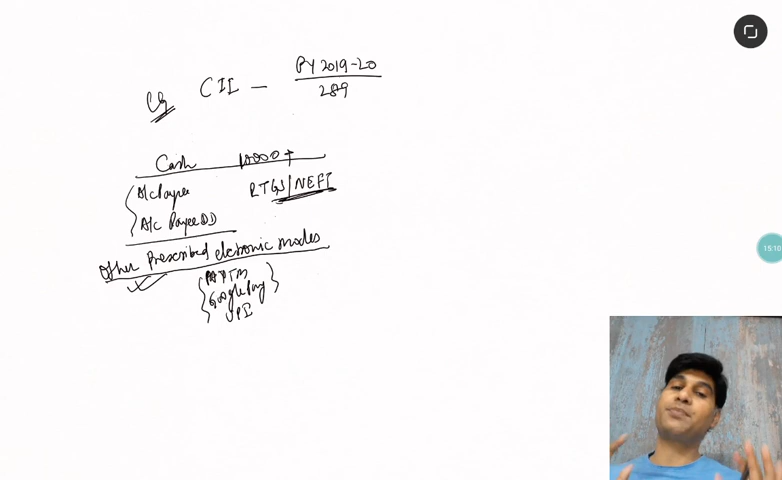 CG CII - PY 2019-20
289
Cash 10000 +
A/c Payee RTGS/NEFT
A/c Payee DD
Other Prescribed elctronic modes
PAYTM
Google Pay
UPI
15:10